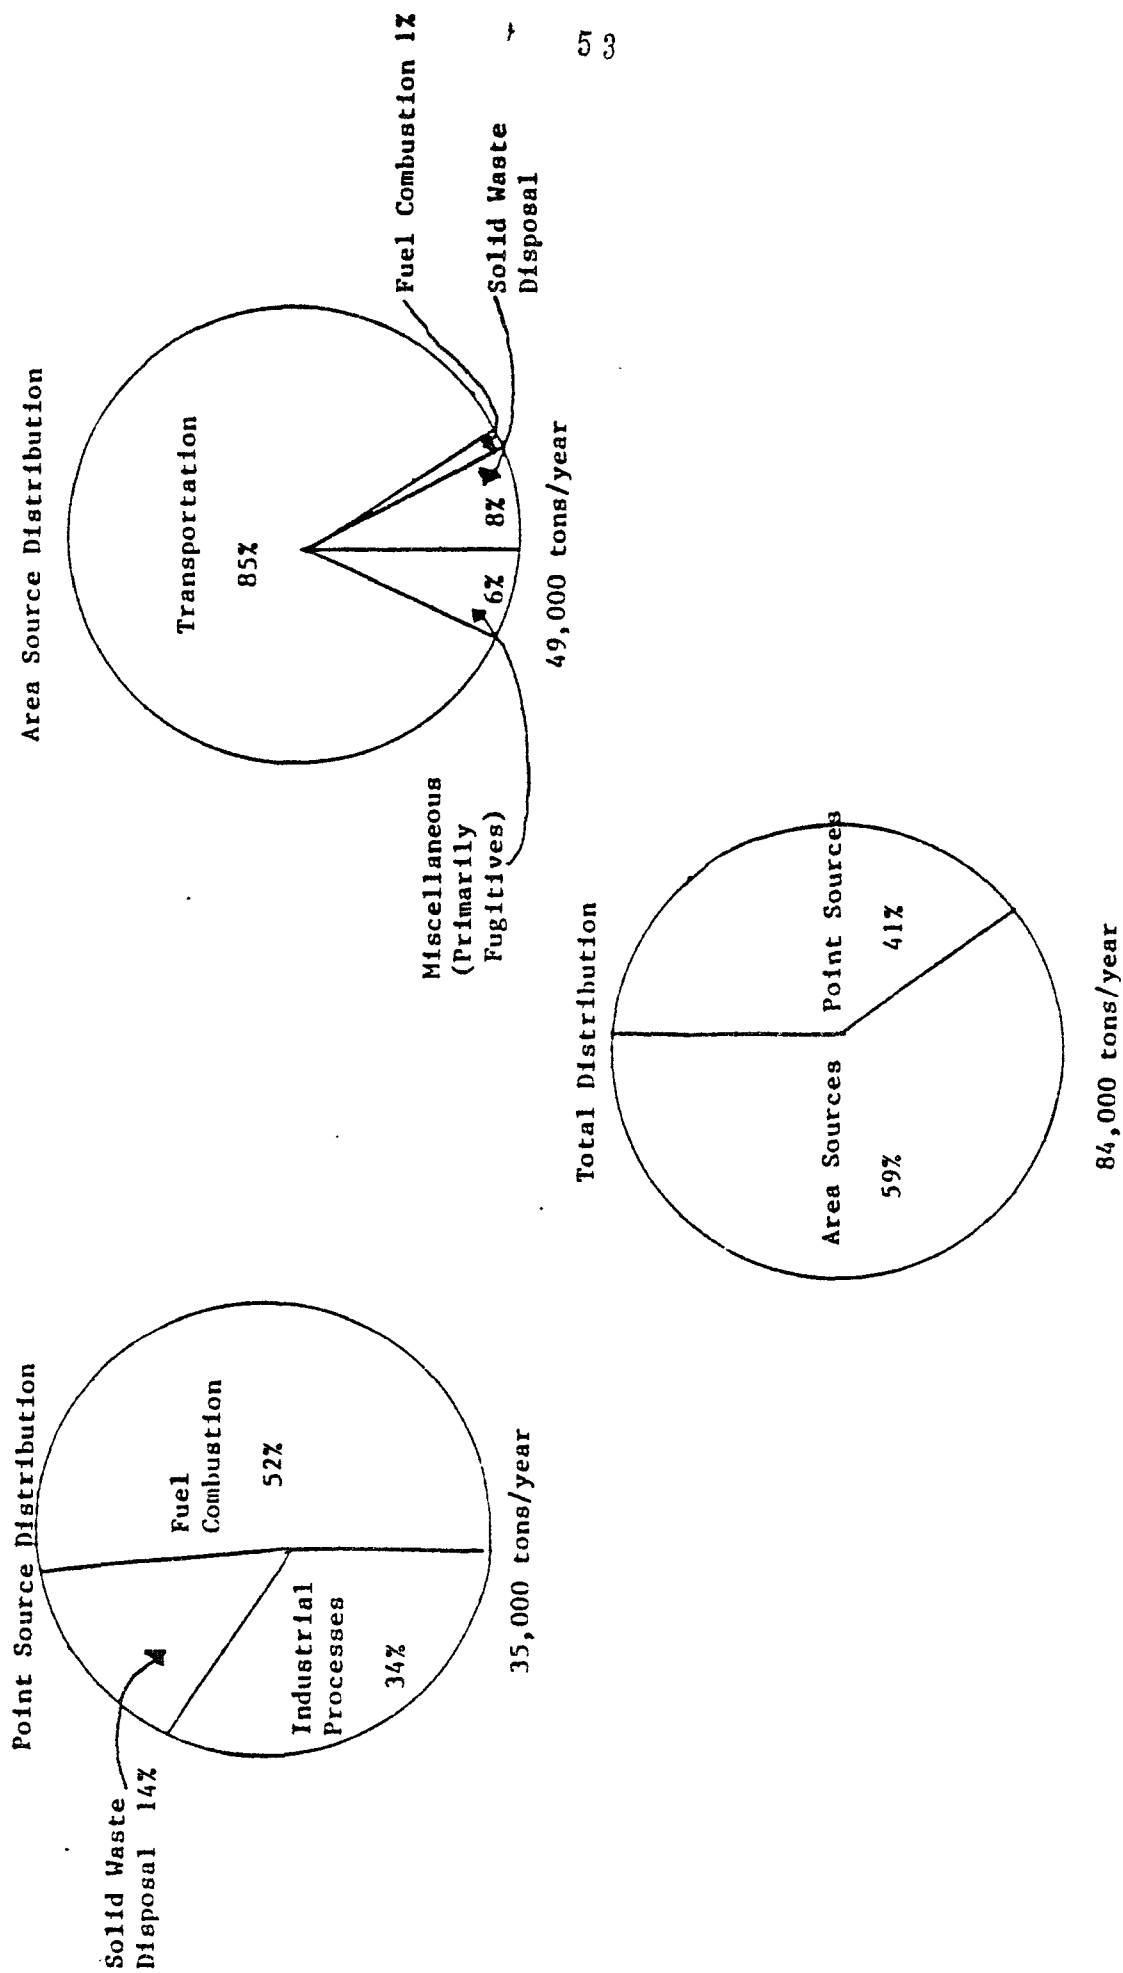 53
Point Source Distribution
Solid Waste
Disposal 14%
Fuel
Combustion
52%
Industrial
Processes
34%
35,000 tons/year
Area Source Distribution
Transportation
85%
Fuel Combustion 1%
Solid Waste
Disposal
8%
6%
Miscellaneous
(Primarily
Fugitives)
49,000 tons/year
Total Distribution
Area Sources
59%
Point Sources
41%
84,000 tons/year